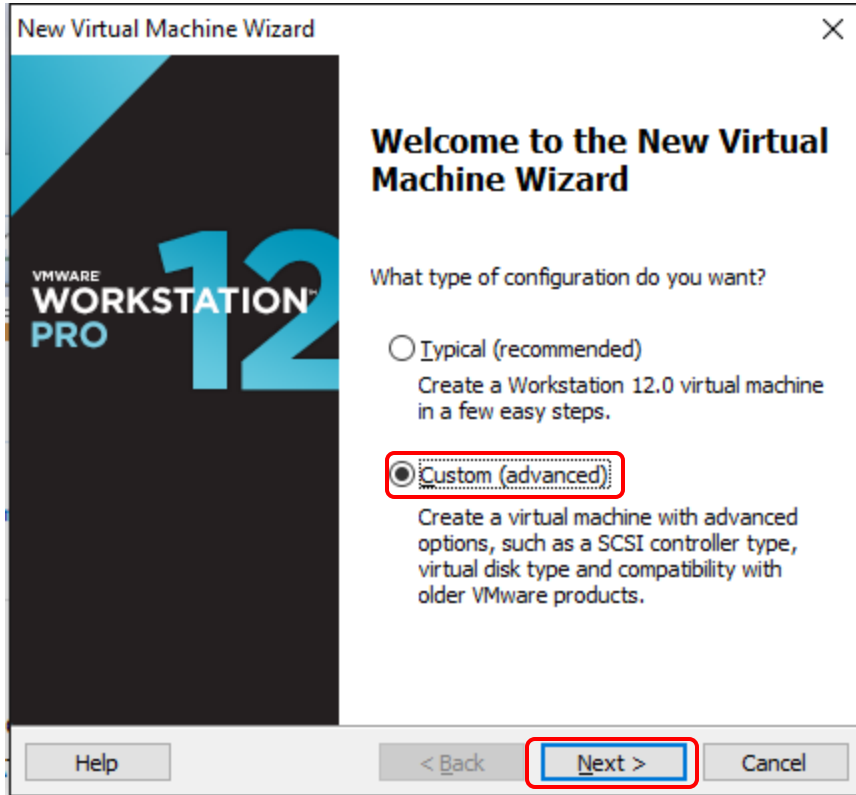 New Virtual Machine Wizard
Welcome to the New Virtual
Machine Wizard
VMWARE
WORKSTATION™
PRO
12
What type of configuration do you want?
Typical (recommended)
Create a Workstation 12.0 virtual machine
in a few easy steps.
Custom (advanced)
Create a virtual machine with advanced
options, such as a SCSI controller type,
virtual disk type and compatibility with
older VMware products.
Help
< Back
Next >
Cancel